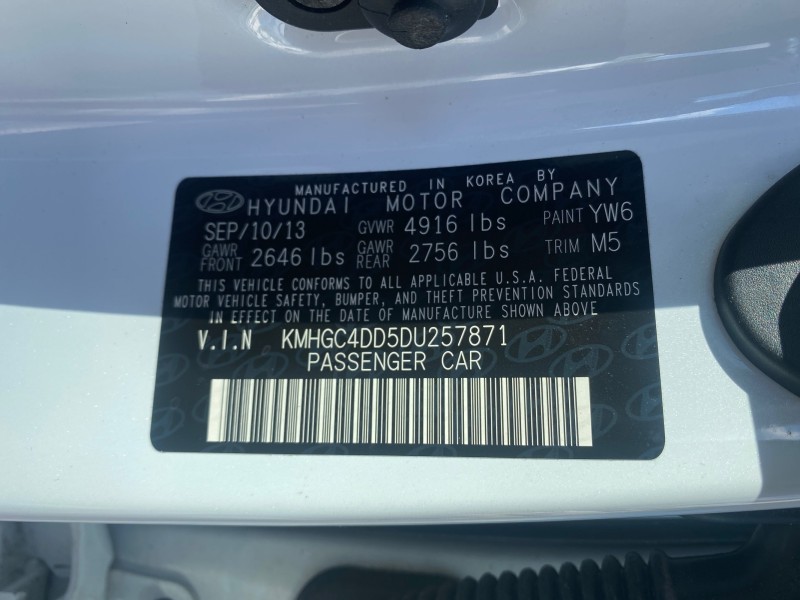 MANUFACTURED IN KOREA BY
HYUNDAI MOTOR COMPANY
SEP/10/13 GVWR 4916 lbs PAINT YW6
GAWR FRONT 2646 lbs GAWR REAR 2756 lbs TRIM M5
THIS VEHICLE CONFORMS TO ALL APPLICABLE U.S.A. FEDERAL
MOTOR VEHICLE SAFETY, BUMPER, AND THEFT PREVENTION STANDARDS
IN EFFECT ON THE DATE OF MANUFACTURE SHOWN ABOVE
V.I.N KMHGC4DD5DU257871
PASSENGER CAR